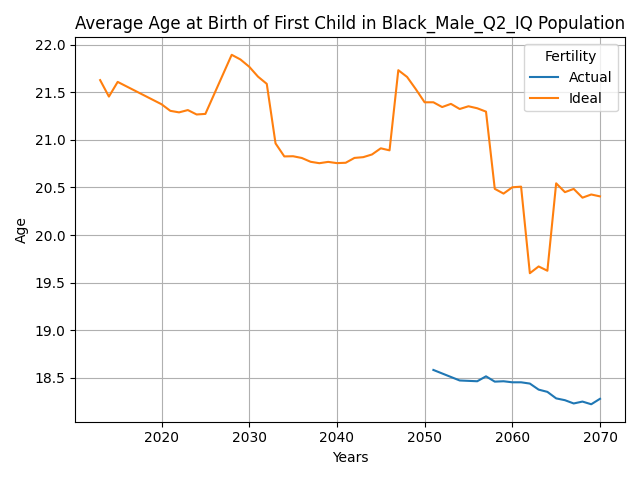 Average Age at Birth of First Child in Black_Male_Q2_IQ Population
Fertility
Actual
Ideal
Age
22.0
21.5
21.0
20.5
20.0
19.5
19.0
18.5
2020 2030 2040 2050 2060 2070
Years